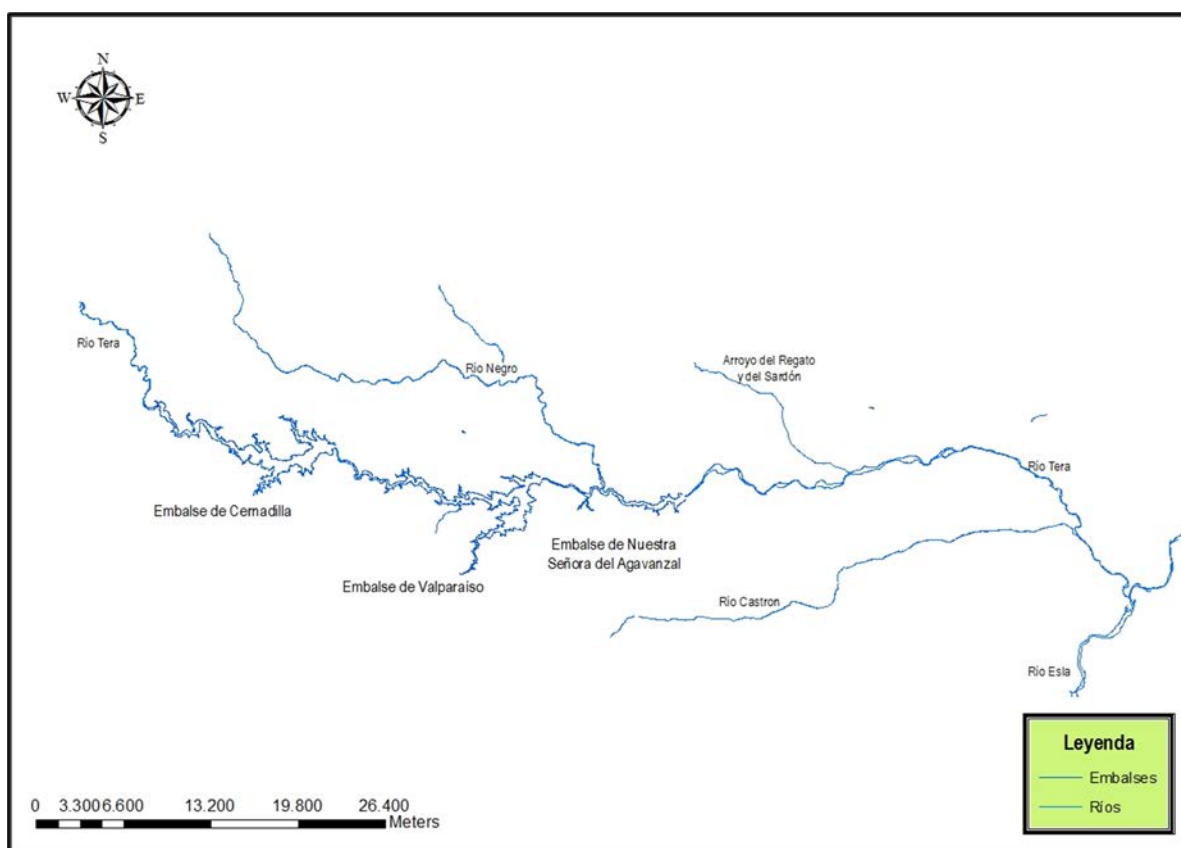 N
W E
S
Río Tera
Río Negro
Arroyo del Regato
y del Sardón
Río Tera
Embalse de Cernadilla
Embalse de Nuestra
Señora del Agavanzal
Embalse de Valparaíso
Río Castron
Río Esla
Leyenda
Embalses
Ríos
0 3.300 6.600 13.200 19.800 26.400
Meters